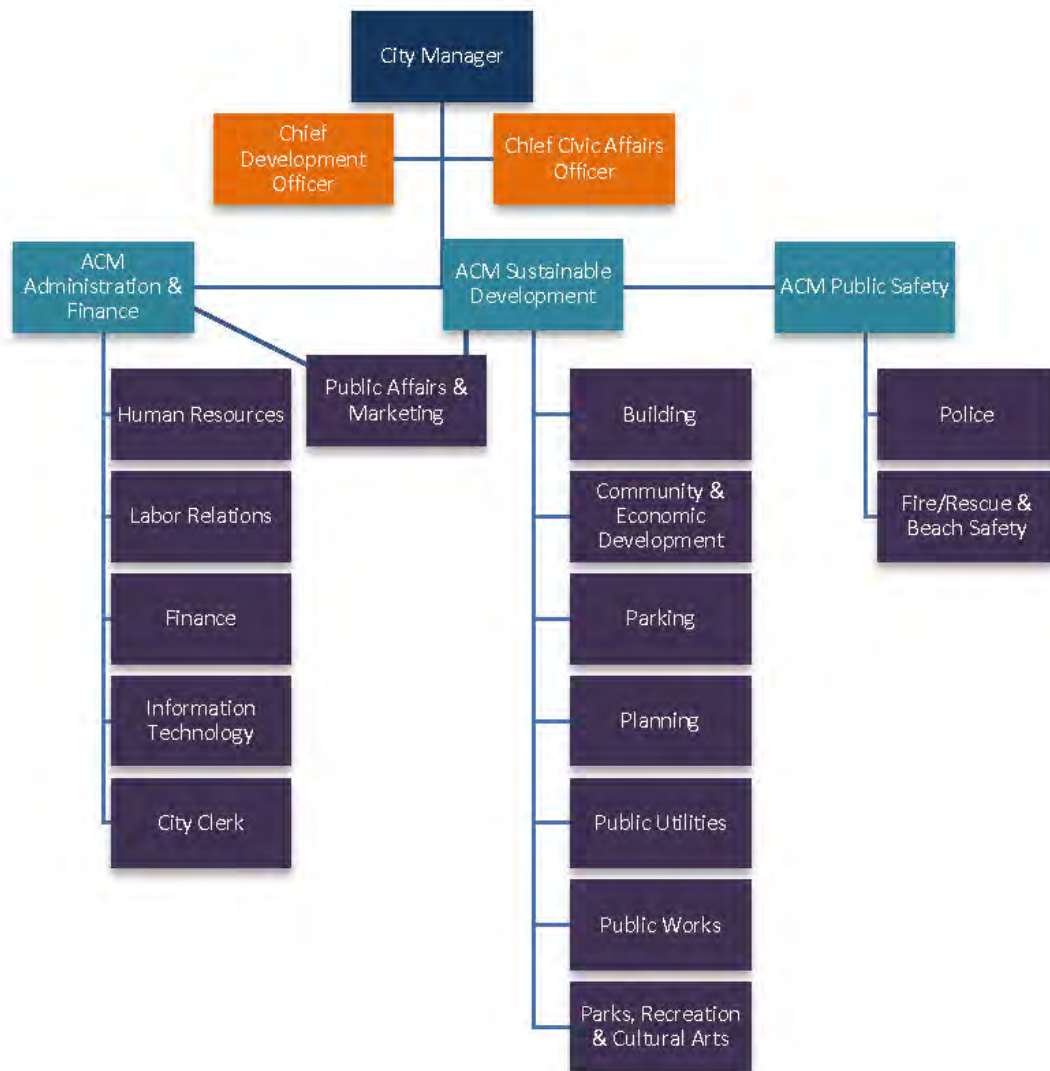 City Manager
Chief
Development
Officer
Chief Civic Affairs
Officer
ACM
Administration &
Finance
ACM Sustainable
Development
ACM Public Safety
Public Affairs &
Marketing
Human Resources
Labor Relations
Finance
Information
Technology
City Clerk
Building
Community &
Economic
Development
Parking
Planning
Public Utilities
Public Works
Parks, Recreation
& Cultural Arts
Police
Fire/Rescue &
Beach Safety